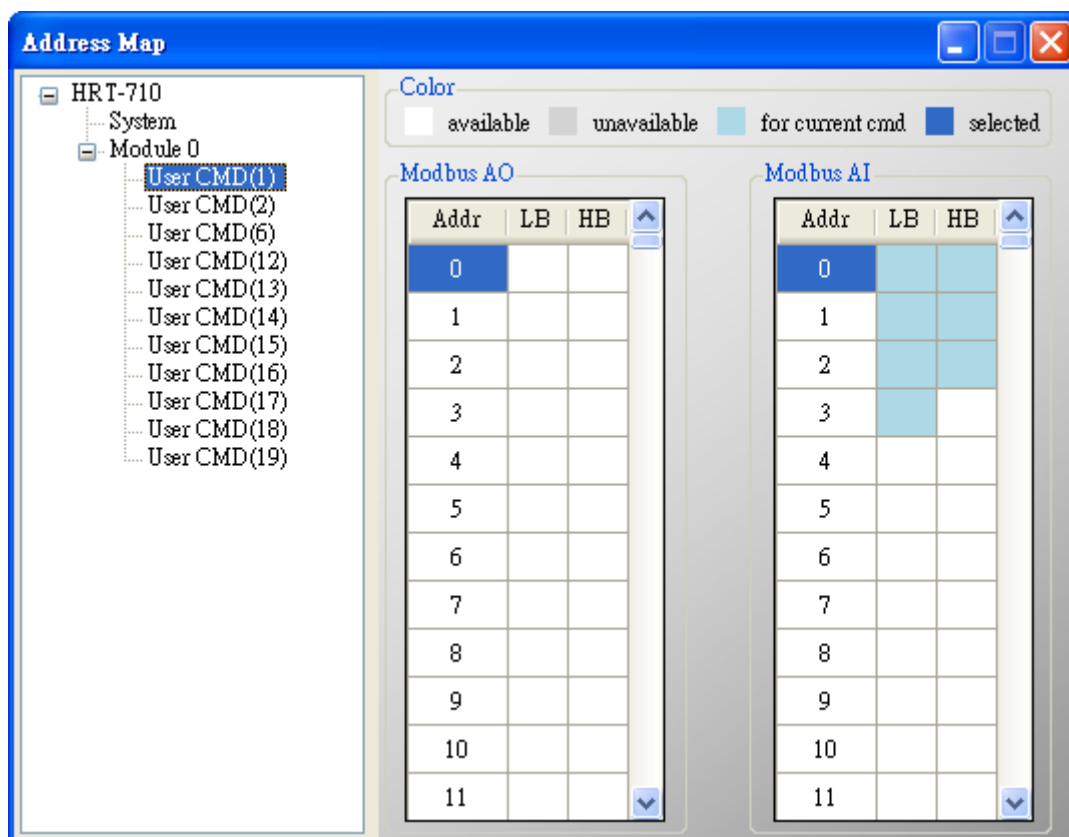 Address Map
HRT-710
System
Module 0
User CMD(1)
User CMD(2)
User CMD(6)
User CMD(12)
User CMD(13)
User CMD(14)
User CMD(15)
User CMD(16)
User CMD(17)
User CMD(18)
User CMD(19)
Color
available unavailable for current cmd selected
Modbus AO
Addr LB HB
0
1
2
3
4
5
6
7
8
9
10
11
Modbus AI
Addr LB HB
0
1
2
3
4
5
6
7
8
9
10
11